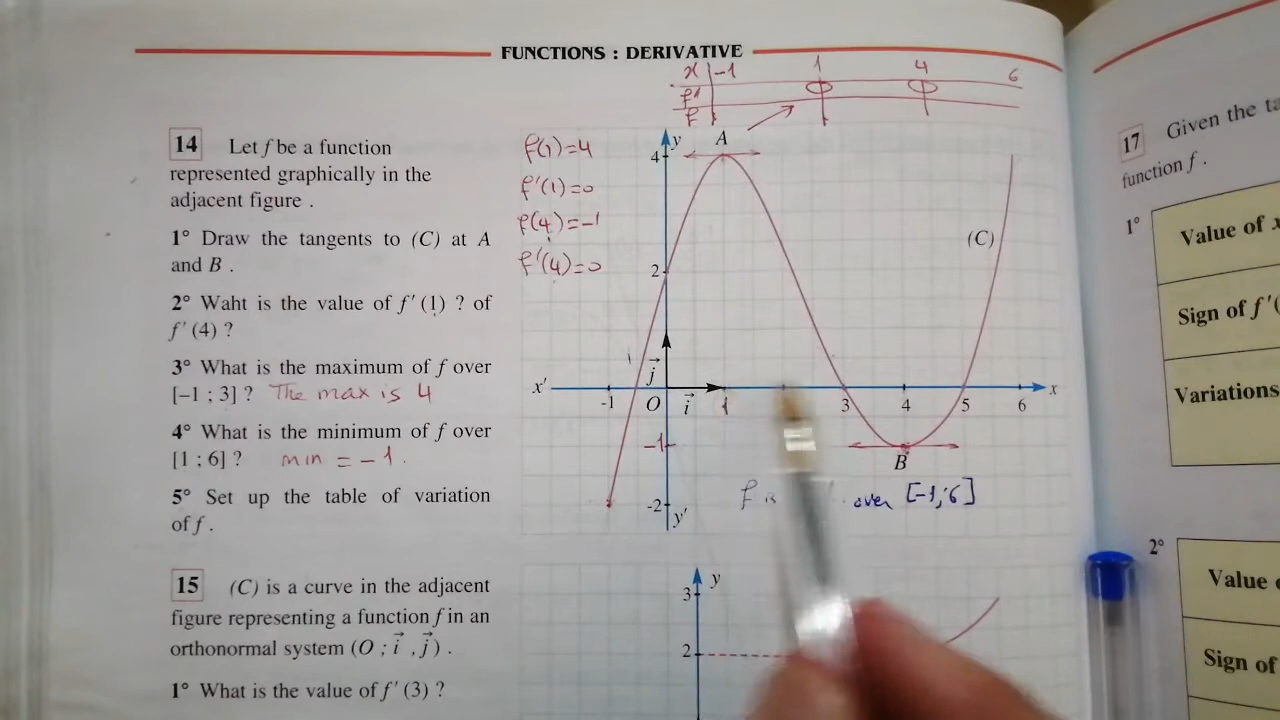 FUNCTIONS : DERIVATIVE
x -1 1 4 6
f'
f
14 Let f be a function
represented graphically in the
adjacent figure .
1° Draw the tangents to (C) at A
and B .
2° Waht is the value of f' (1) ? of
f' (4) ?
3° What is the maximum of f over
[−1 ; 3] ? The max is 4
4° What is the minimum of f over
[1 ; 6] ? min = -1.
5° Set up the table of variation
of f .
f(1)=4
f'(1)=0
f(4)=-1
f'(4)=0
A
y
4
2
(C)
j
x' -1 O i 1 3 4 5 6 x
-1
B
-2
y'
f over [-1;6]
15 (C) is a curve in the adjacent
figure representing a function f in an
orthonormal system (O ; i , j ) .
1° What is the value of f' (3) ?
y
3
2
17 Given the
function f .
1°
Value of
Sign of f'(
Variations
2°
Value
Sign of